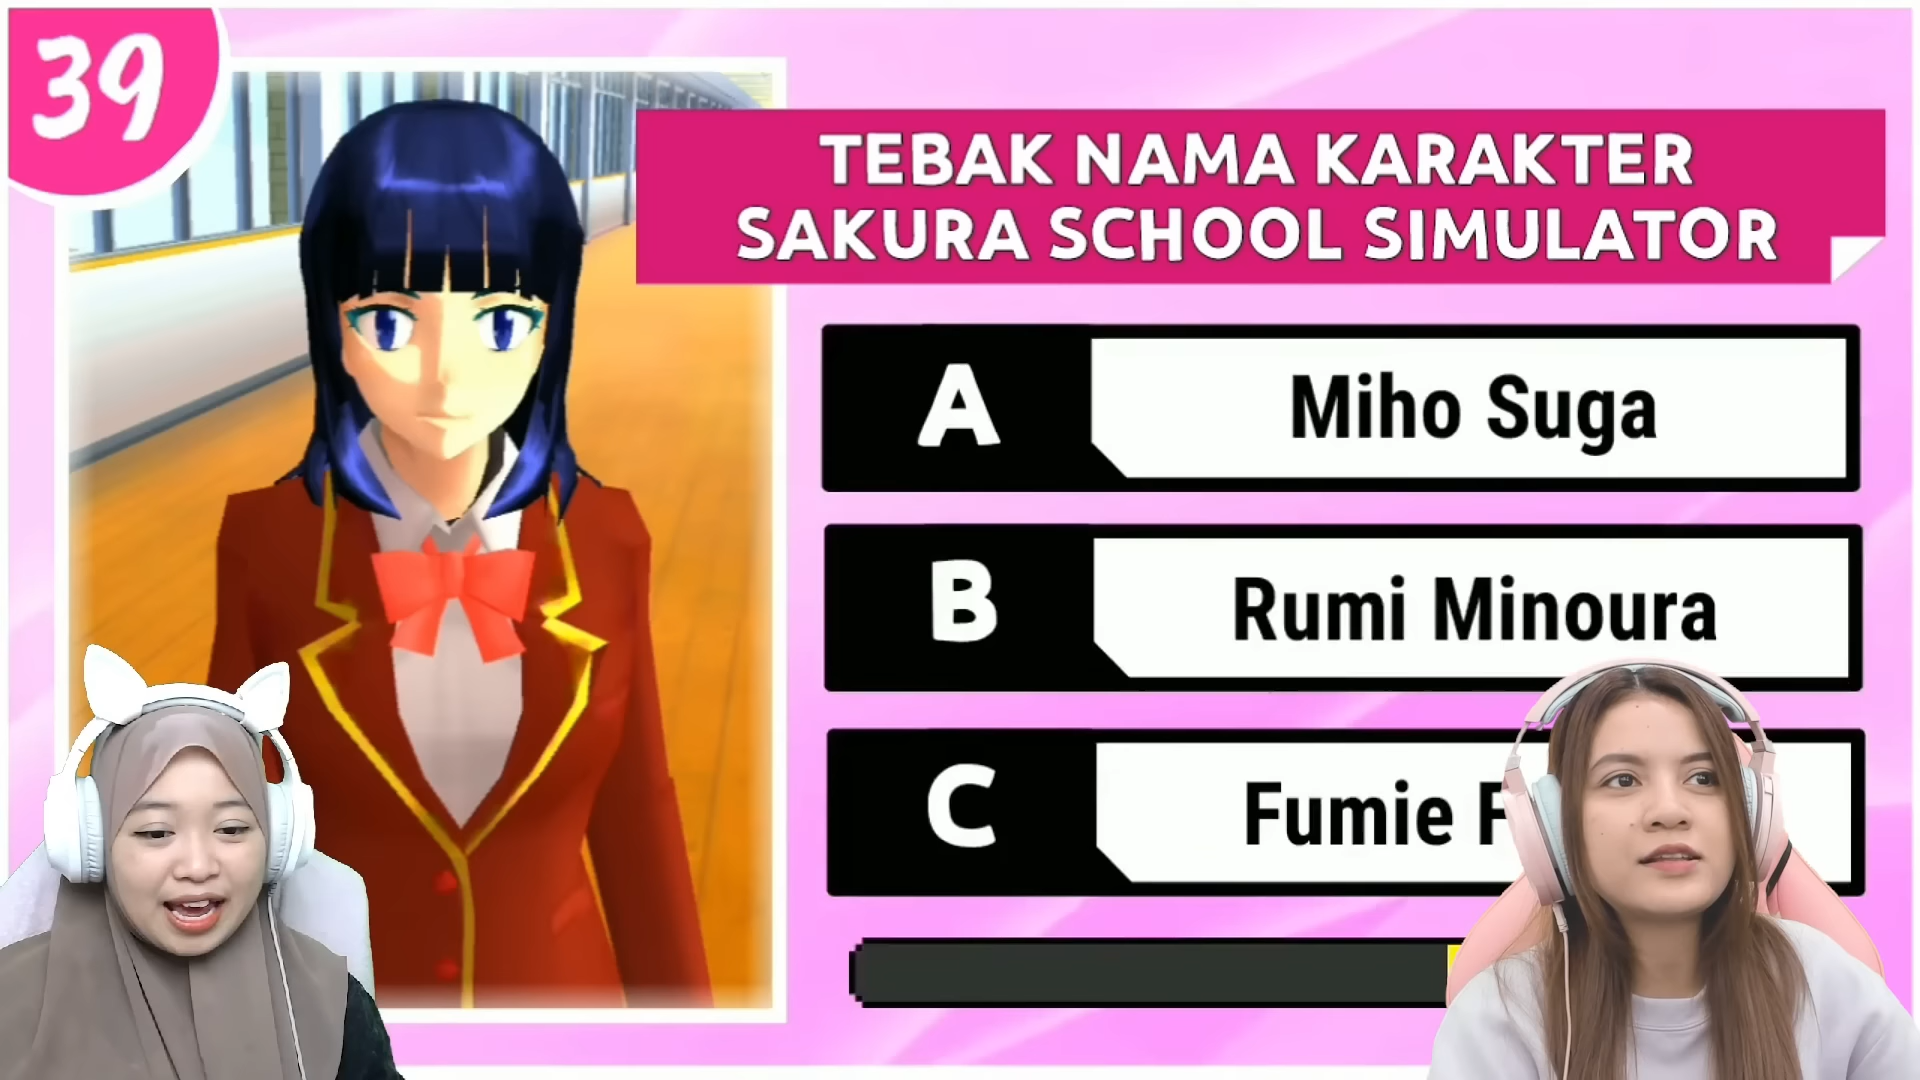 39
TEBAK NAMA KARAKTER
SAKURA SCHOOL SIMULATOR
A
Miho Suga
B
Rumi Minoura
C
Fumie